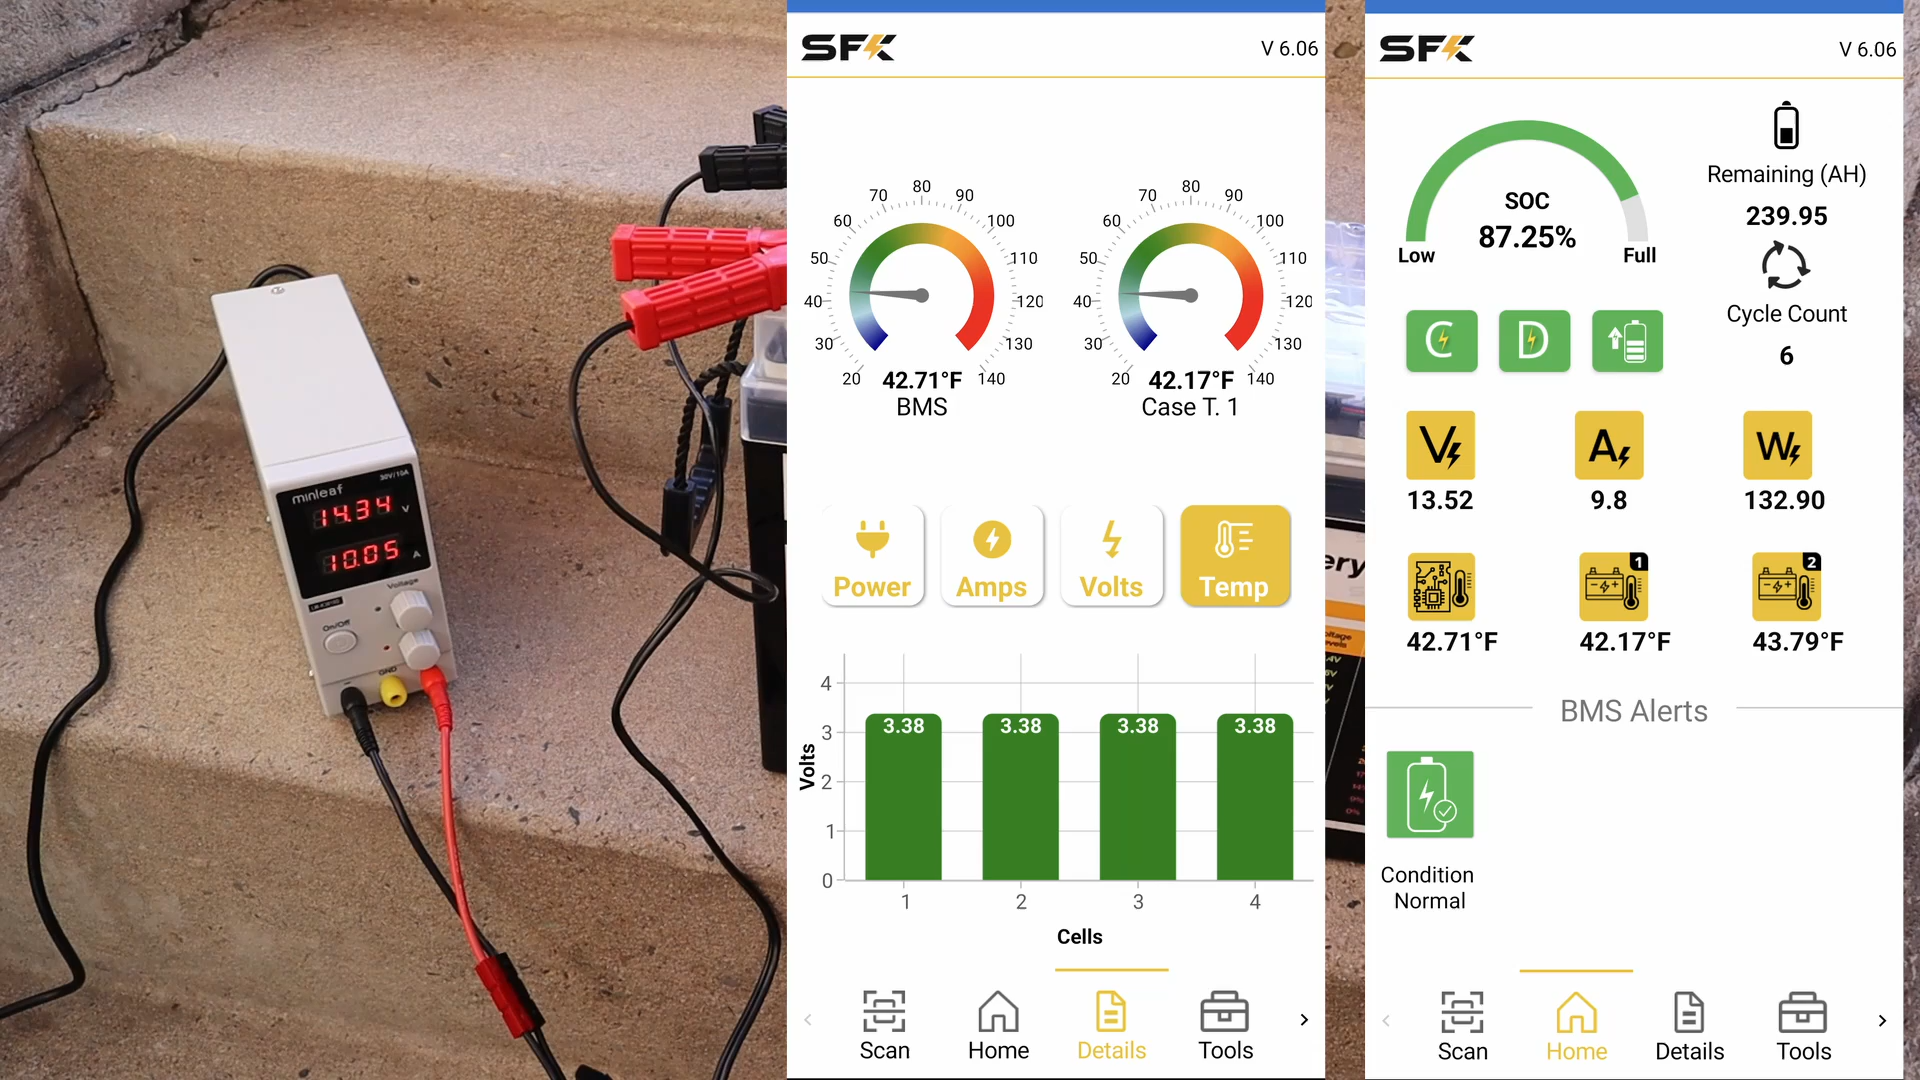 30V/10A
minleaf
14.34 V
10.05 A
Voltage
On/Off
GND
SFK
V 6.06
20 30 40 50 60 70 80 90 100 110 120 130 140
42.71°F
BMS
20 30 40 50 60 70 80 90 100 110 120 130 140
42.17°F
Case T. 1
Power Amps Volts Temp
Volts
4
3
2
1
0
3.38 3.38 3.38 3.38
1 2 3 4
Cells
Scan Home Details Tools
SFK
V 6.06
SOC
87.25%
Low Full
Remaining (AH)
239.95
Cycle Count
6
C D
V A W
13.52 9.8 132.90
1 2
42.71°F 42.17°F 43.79°F
BMS Alerts
Condition
Normal
Scan Home Details Tools